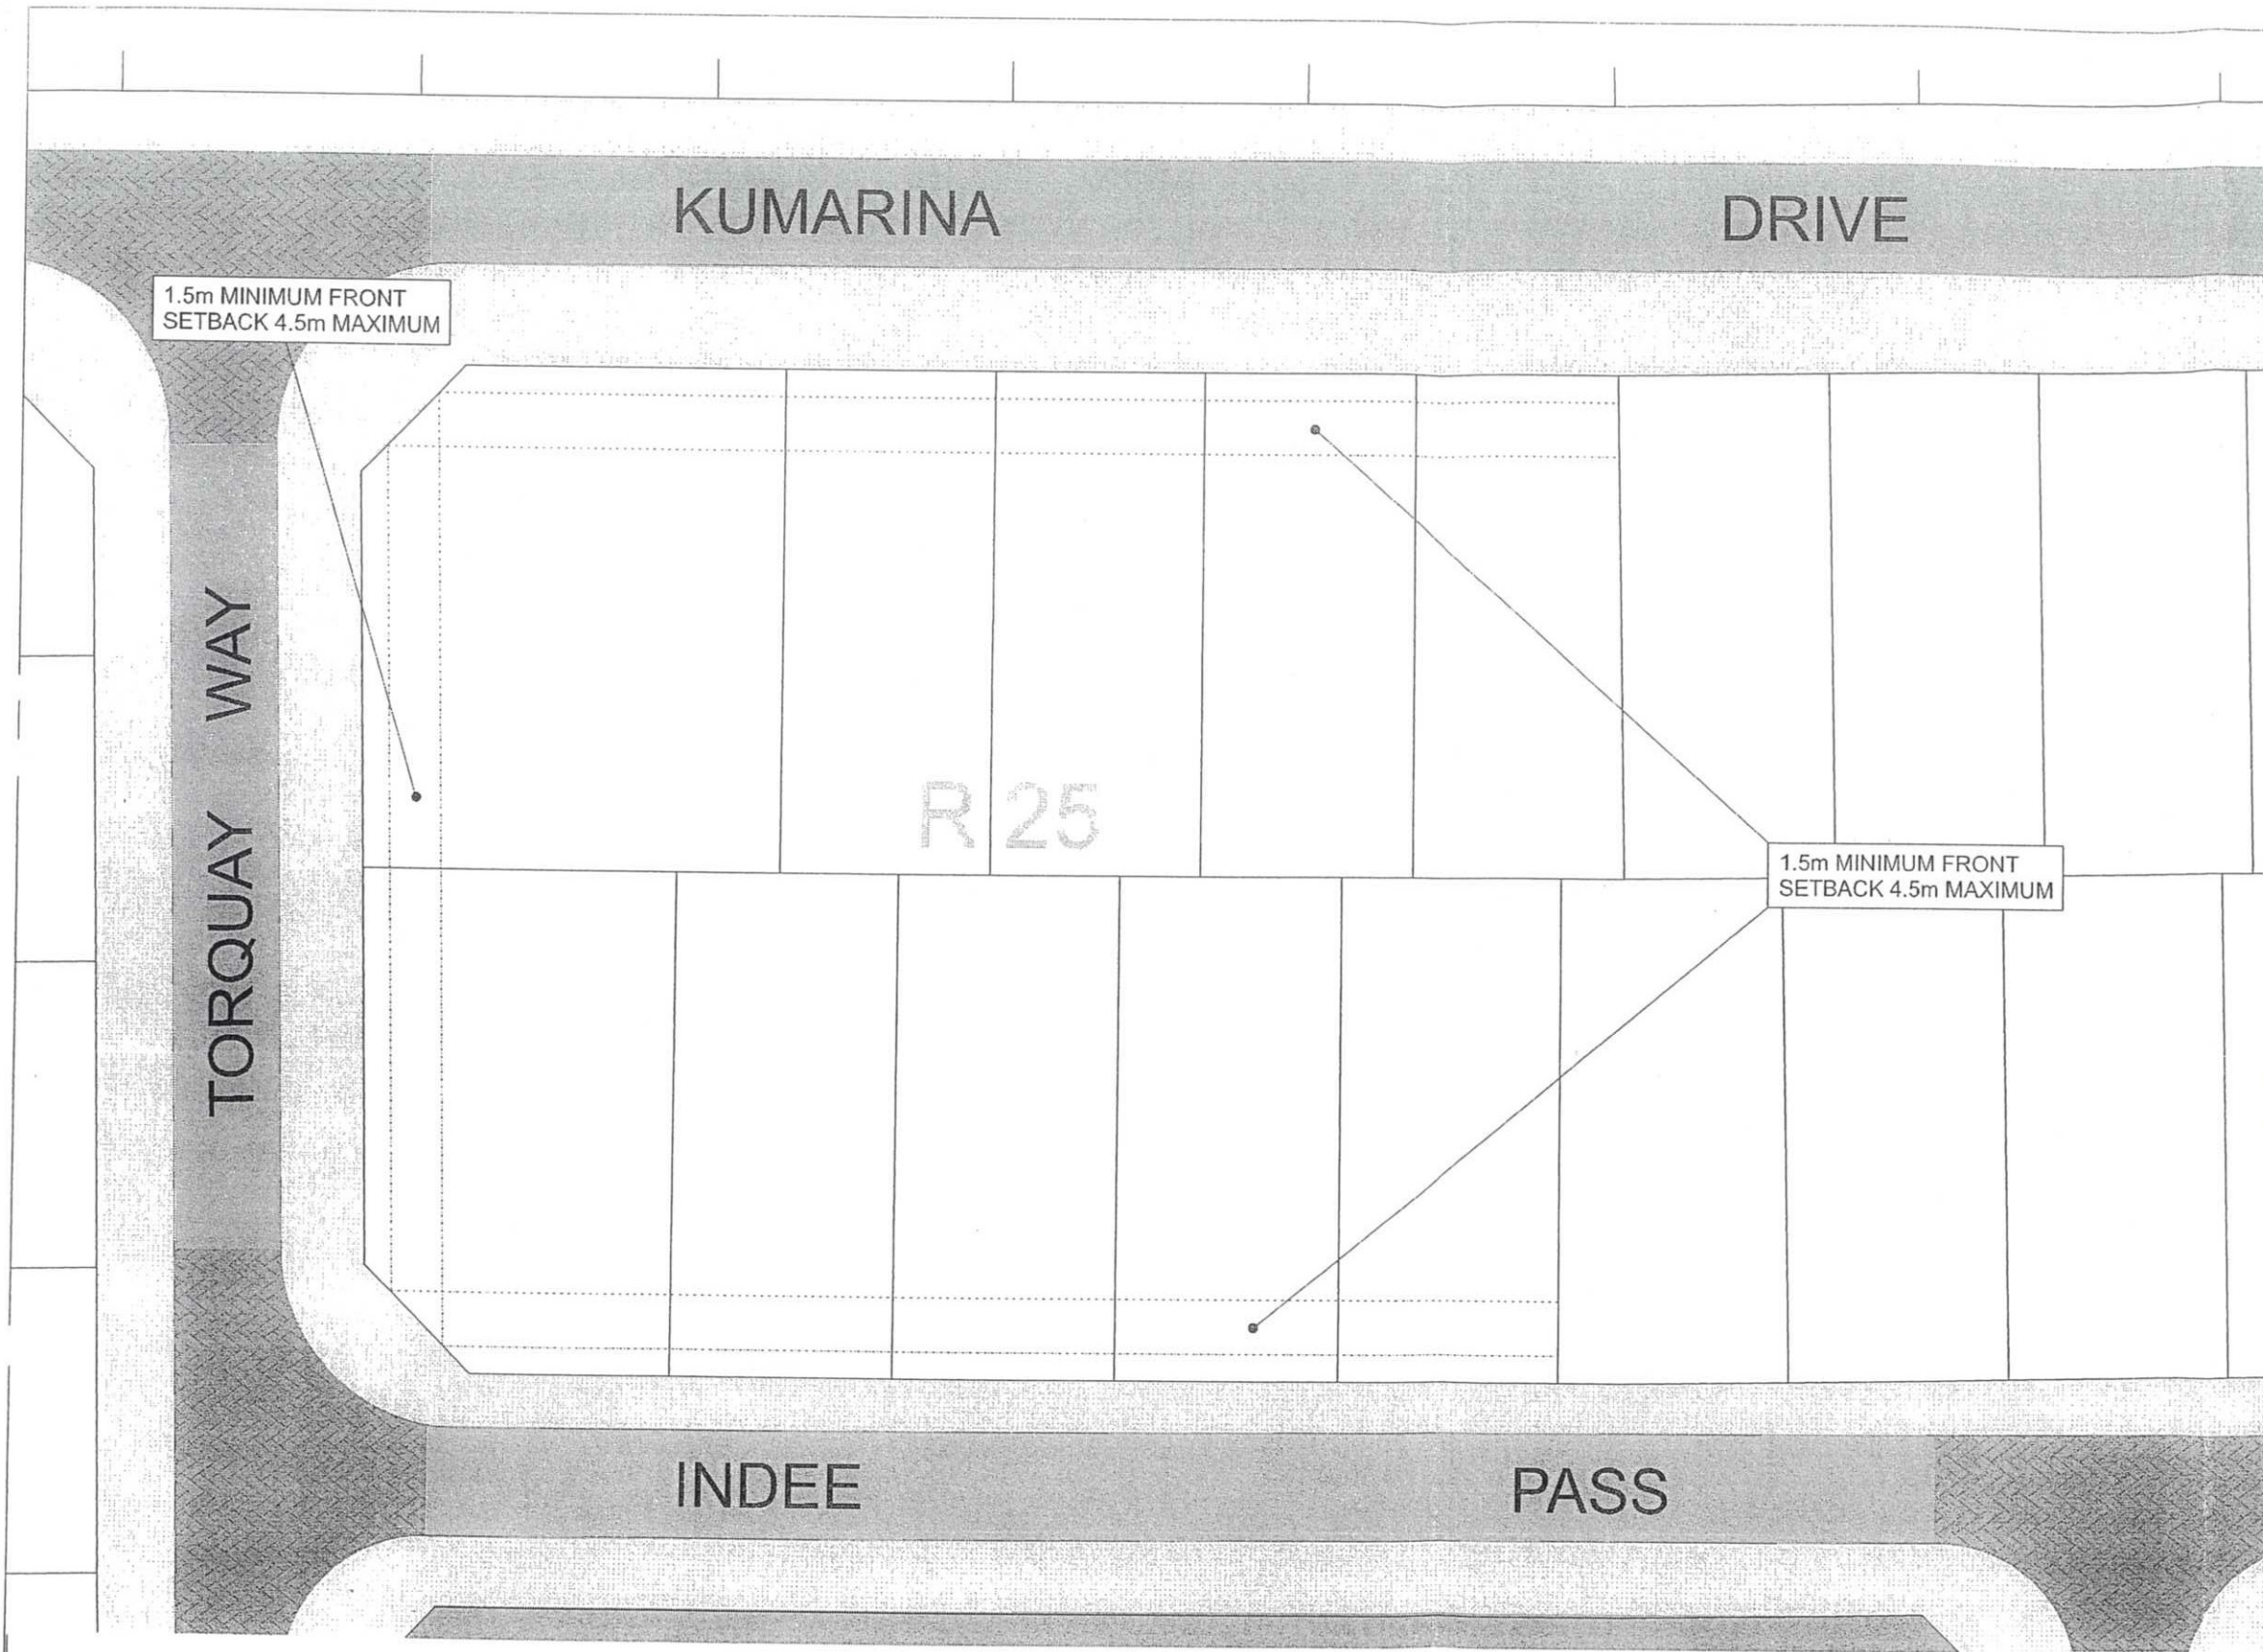 KUMARINA DRIVE
1.5m MINIMUM FRONT
SETBACK 4.5m MAXIMUM
TORQUAY WAY
R 25
1.5m MINIMUM FRONT
SETBACK 4.5m MAXIMUM
INDEE PASS